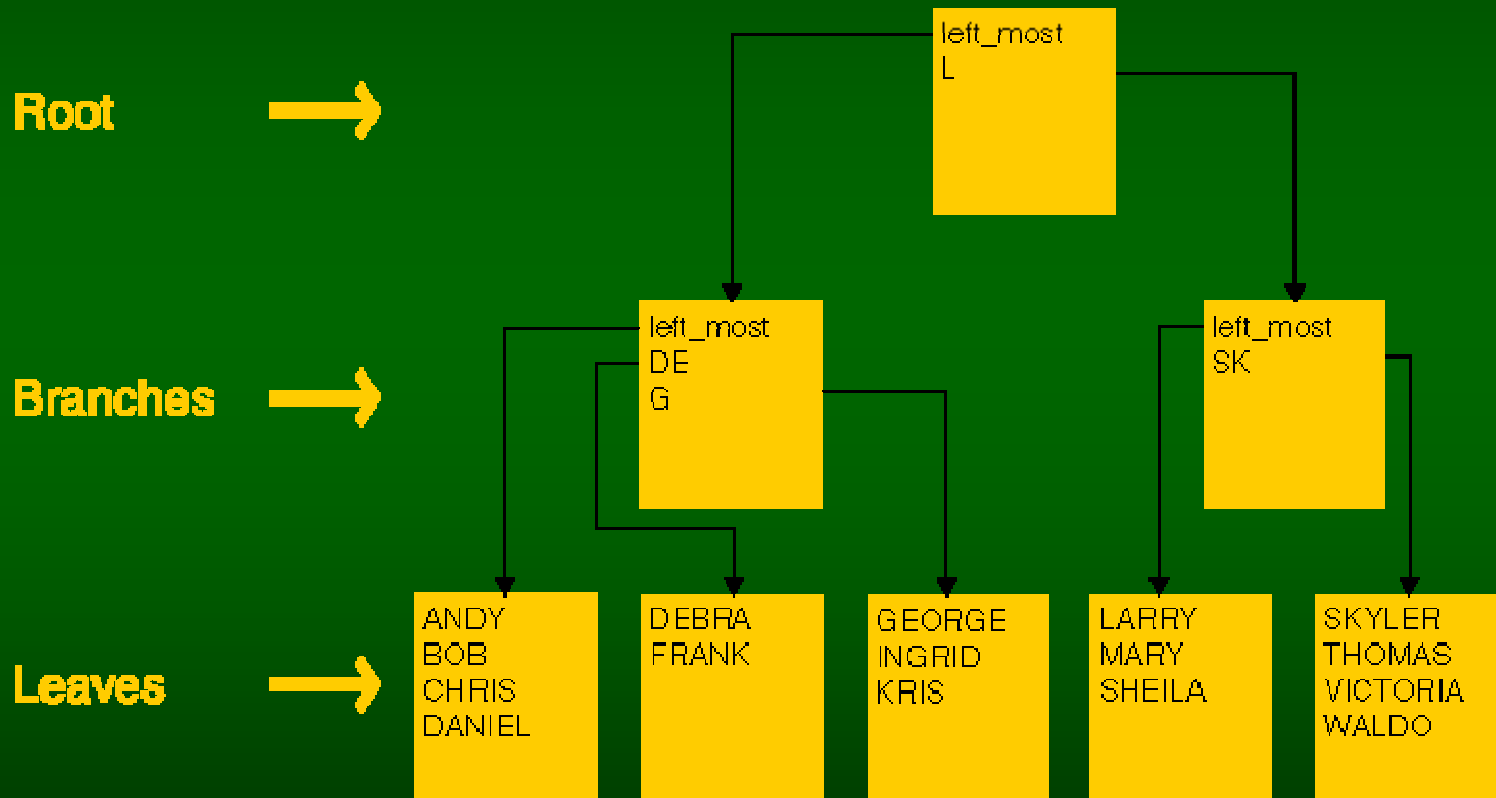 left_most
L
Root
left_most
DE
G
left_most
SK
Branches
ANDY
BOB
CHRIS
DANIEL
DEBRA
FRANK
GEORGE
INGRID
KRIS
LARRY
MARY
SHEILA
SKYLER
THOMAS
VICTORIA
WALDO
Leaves